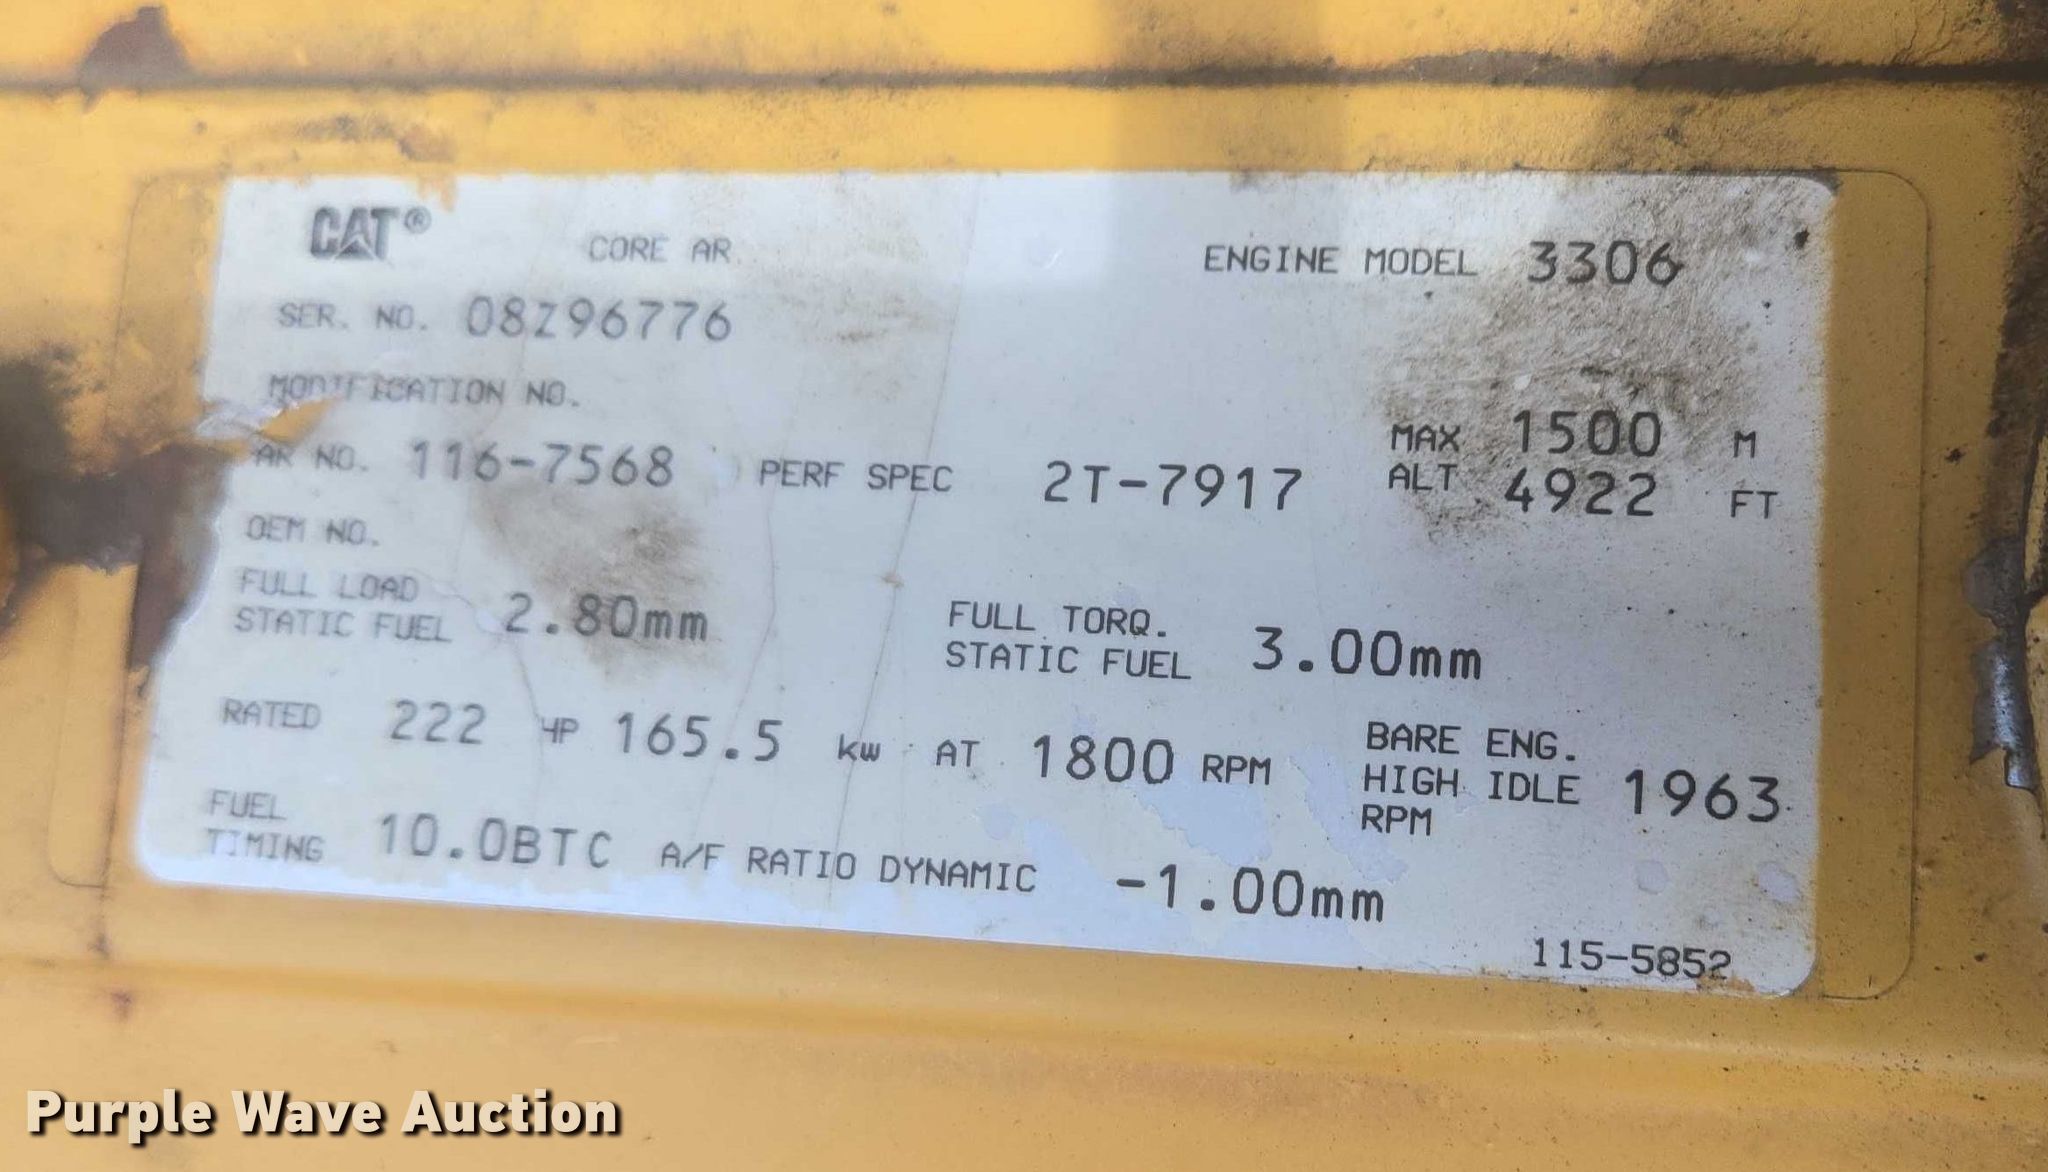 CAT® CORE AR ENGINE MODEL 3306
SER. NO. 08Z96776
MODIFICATION NO.
MAX ALT 1500 M
4922 FT
AR NO. 116-7568 PERF SPEC 2T-7917
OEM NO.
FULL LOAD STATIC FUEL 2.80mm FULL TORQ. STATIC FUEL 3.00mm
RATED 222 HP 165.5 kw AT 1800 RPM BARE ENG. HIGH IDLE RPM 1963
FUEL TIMING 10.0BTC A/F RATIO DYNAMIC -1.00mm
115-5852
Purple Wave Auction